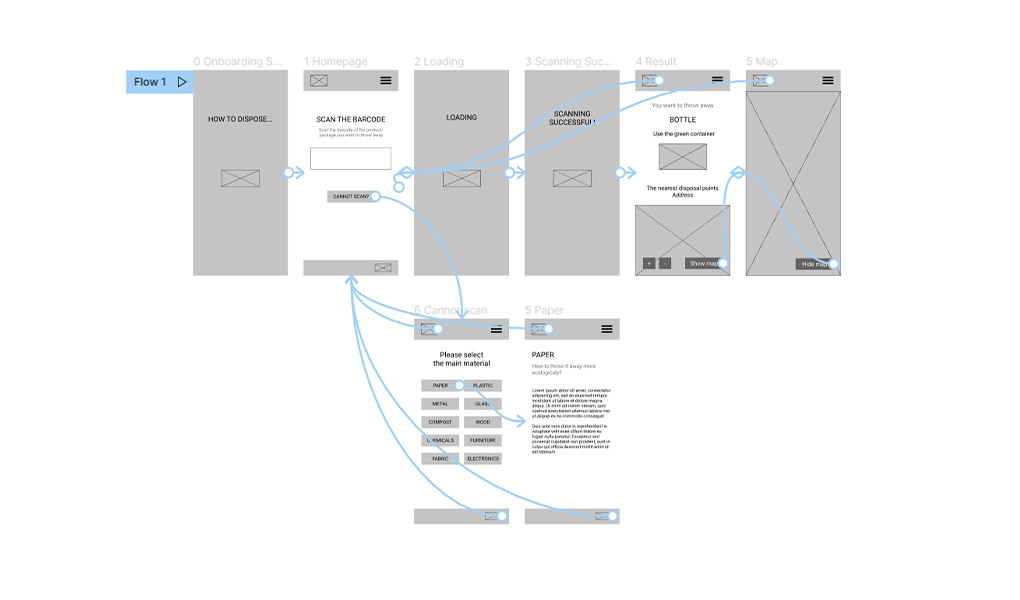 0 Onboarding S...
1 Homepage
2 Loading
3 Scanning Suc...
4 Result
5 Map
Flow 1
HOW TO DISPOSE...
SCAN THE BARCODE
Scan the barcode of the product/
package you want to throw away
CANNOT SCAN?
LOADING
SCANNING
SUCCESSFUL!
You want to throw away
BOTTLE
Use the green container
The nearest disposal points
Address
+
-
Show map
Hide map
6 Cannot scan
Please select
the main material
PAPER
PLASTIC
METAL
GLASS
COMPOST
WOOD
CHEMICALS
FURNITURE
FABRIC
ELECTRONICS
5 Paper
PAPER
How to throw it away more
ecologicaly?
Lorem ipsum dolor sit amet, consectetur
adipiscing elit, sed do eiusmod tempor
incididunt ut labore et dolore magna
aliqua. Ut enim ad minim veniam, quis
nostrud exercitation ullamco laboris nisi
ut aliquip ex ea commodo consequat.
Duis aute irure dolor in reprehenderit in
voluptate velit esse cillum dolore eu
fugiat nulla pariatur. Excepteur sint
occaecat cupidatat non proident, sunt in
culpa qui officia deserunt mollit anim id
est laborum.